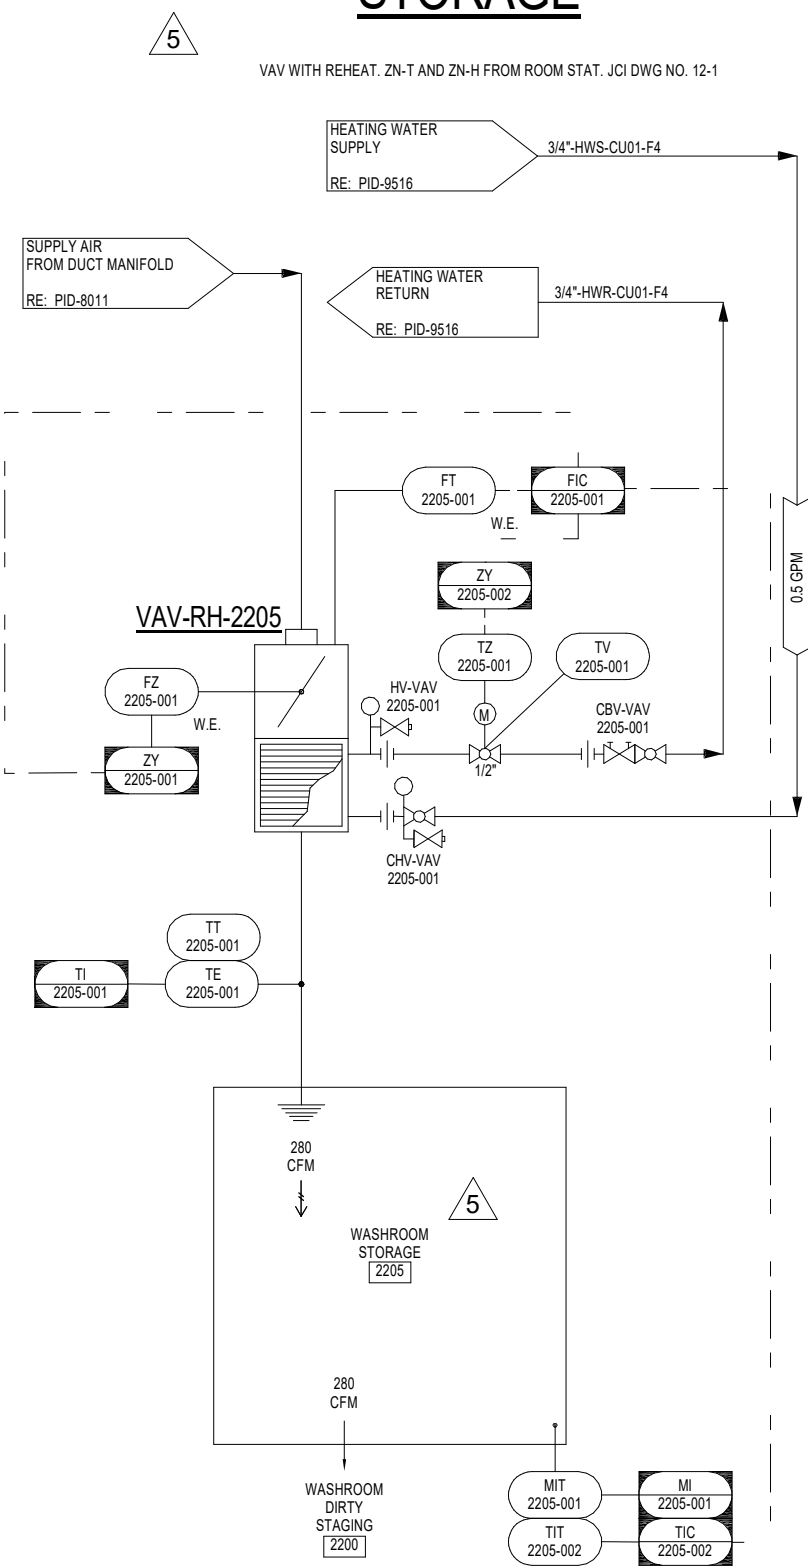 STORAGE
5
VAV WITH REHEAT. ZN-T AND ZN-H FROM ROOM STAT. JCI DWG NO. 12-1
HEATING WATER
SUPPLY
RE: PID-9516
3/4"-HWS-CU01-F4
SUPPLY AIR
FROM DUCT MANIFOLD
RE: PID-8011
HEATING WATER
RETURN
RE: PID-9516
3/4"-HWR-CU01-F4
FT
2205-001
FIC
2205-001
W.E.
0.5 GPM
ZY
2205-002
VAV-RH-2205
TZ
2205-001
TV
2205-001
FZ
2205-001
W.E.
HV-VAV
2205-001
M
CBV-VAV
2205-001
ZY
2205-001
1/2"
CHV-VAV
2205-001
TT
2205-001
TI
2205-001
TE
2205-001
280
CFM
5
WASHROOM
STORAGE
2205
280
CFM
WASHROOM
DIRTY
STAGING
2200
MIT
2205-001
MI
2205-001
TIT
2205-002
TIC
2205-002